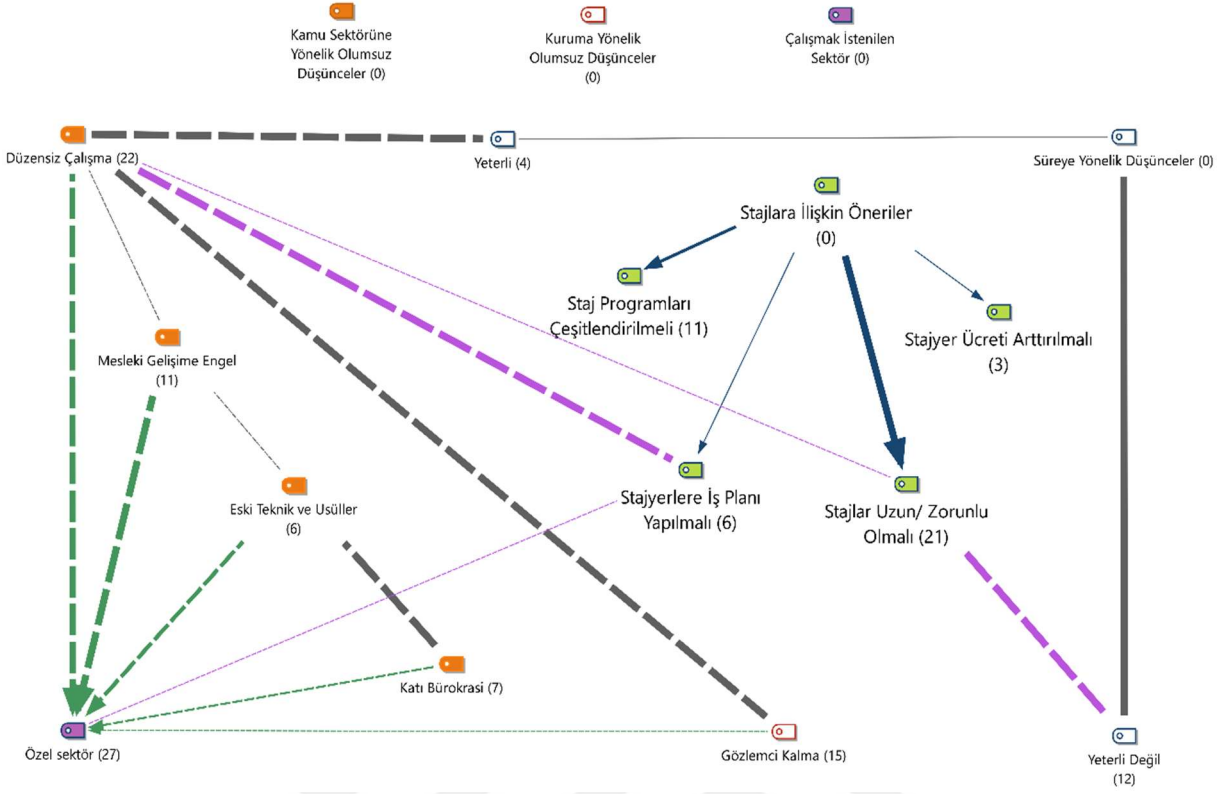 Kamu Sektörüne
Yönelik Olumsuz
Düşünceler (0)
Kuruma Yönelik
Olumsuz Düşünceler
(0)
Çalışmak İstenilen
Sektör (0)
Düzensiz Çalışma (22)
Yeterli (4)
Süreye Yönelik Düşünceler (0)
Stajlara İlişkin Öneriler
(0)
Staj Programları
Çeşitlendirilmeli (11)
Stajyer Ücreti Arttırılmalı
(3)
Mesleki Gelişime Engel
(11)
Eski Teknik ve Usüller
(6)
Stajyerlere İş Planı
Yapılmalı (6)
Stajlar Uzun/ Zorunlu
Olmalı (21)
Katı Bürokrasi (7)
Özel sektör (27)
Gözlemci Kalma (15)
Yeterli Değil
(12)